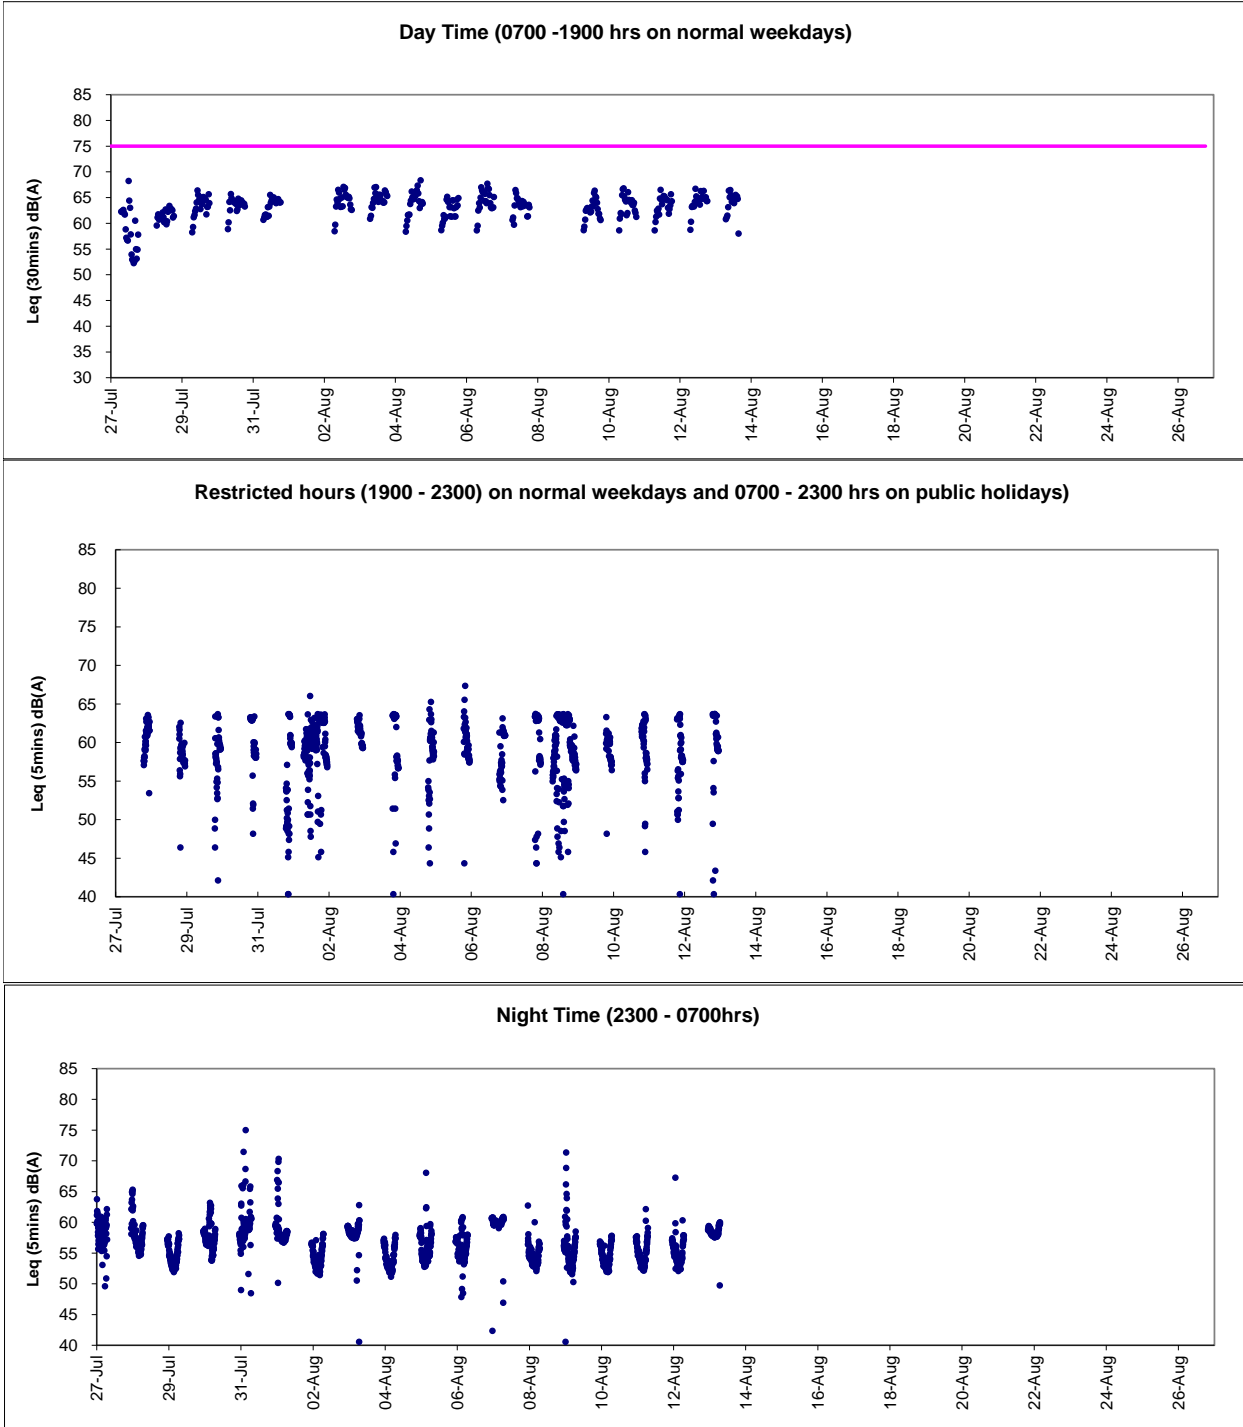 Day Time (0700 -1900 hrs on normal weekdays)
Leq (30mins) dB(A)
85
80
75
70
65
60
55
50
45
40
35
30
27-Jul
29-Jul
31-Jul
02-Aug
04-Aug
06-Aug
08-Aug
10-Aug
12-Aug
14-Aug
16-Aug
18-Aug
20-Aug
22-Aug
24-Aug
26-Aug
Restricted hours (1900 - 2300) on normal weekdays and 0700 - 2300 hrs on public holidays)
Leq (5mins) dB(A)
85
80
75
70
65
60
55
50
45
40
27-Jul
29-Jul
31-Jul
02-Aug
04-Aug
06-Aug
08-Aug
10-Aug
12-Aug
14-Aug
16-Aug
18-Aug
20-Aug
22-Aug
24-Aug
26-Aug
Night Time (2300 - 0700hrs)
Leq (5mins) dB(A)
85
80
75
70
65
60
55
50
45
40
27-Jul
29-Jul
31-Jul
02-Aug
04-Aug
06-Aug
08-Aug
10-Aug
12-Aug
14-Aug
16-Aug
18-Aug
20-Aug
22-Aug
24-Aug
26-Aug